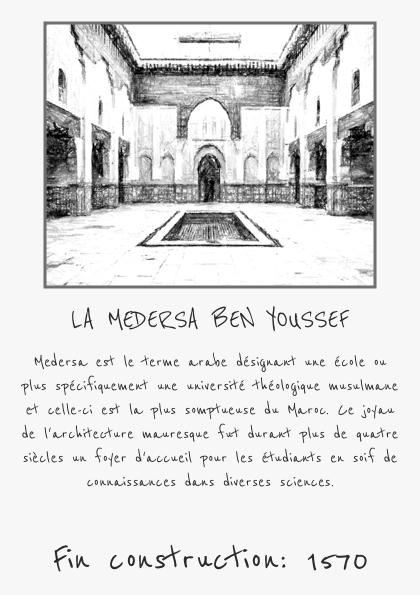 LA MEDERSA BEN YOUSSEF
Medersa est le terme arabe désignant une école ou
plus spécifiquement une université théologique musulmane
et celle-ci est la plus somptueuse du Maroc. Ce joyau
de l'architecture mauresque fut durant plus de quatre
siècles un foyer d'accueil pour les étudiants en soif de
connaissances dans diverses sciences.
Fin construction: 1570